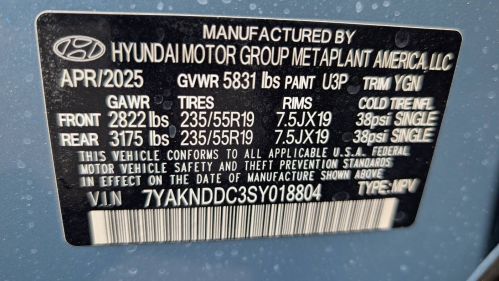 MANUFACTURED BY
HYUNDAI MOTOR GROUP METAPLANT AMERICA, LLC
APR/2025 GVWR 5831 lbs PAINT U3P TRIM YGN
GAWR TIRES RIMS COLD TIRE INFL.
FRONT 2822 lbs 235/55R19 7.5JX19 38psi SINGLE
REAR 3175 lbs 235/55R19 7.5JX19 38psi SINGLE
THIS VEHICLE CONFORMS TO ALL APPLICABLE U.S.A. FEDERAL
MOTOR VEHICLE SAFETY AND THEFT PREVENTION STANDARDS
IN EFFECT ON THE DATE OF MANUFACTURE SHOWN ABOVE.
V.I.N 7YAKNDDC3SY018804 TYPE:MPV